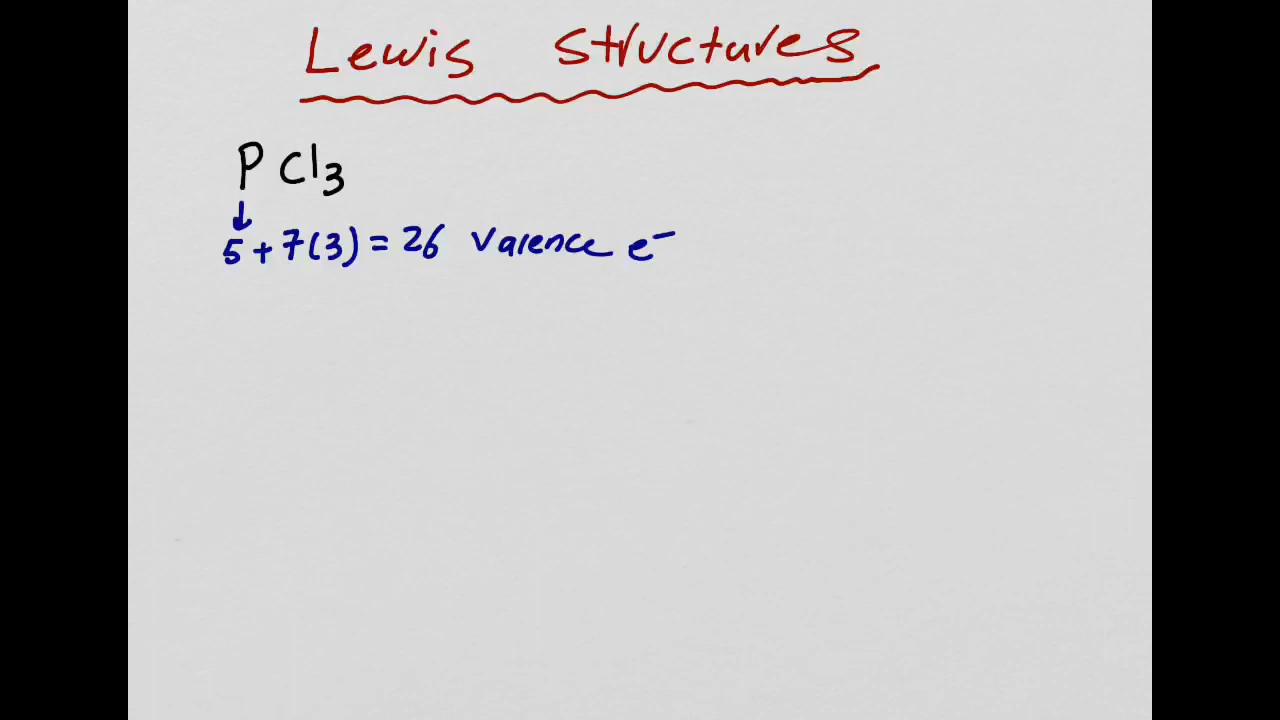 Lewis Structures
PCl₃
↓
5 + 7(3) = 26 Valence e⁻